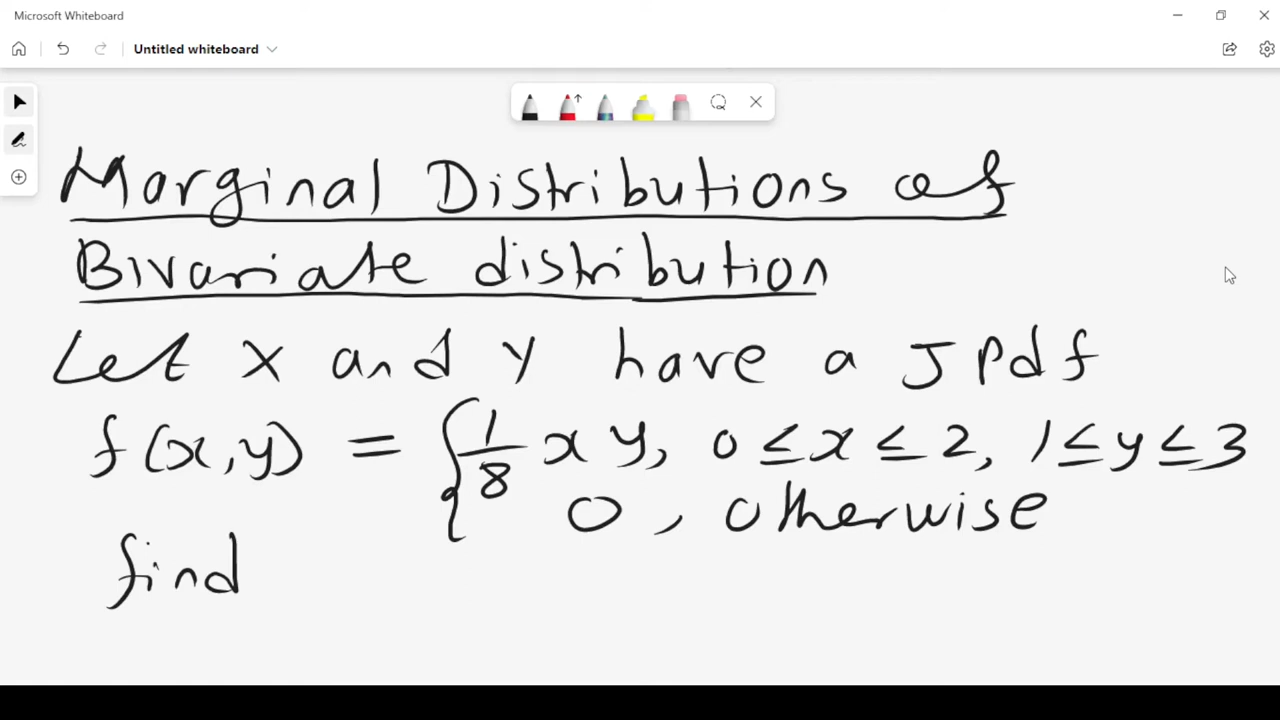 Microsoft Whiteboard
Untitled whiteboard
Marginal Distributions of
Bivariate distribution
Let X and Y have a JPdf
f(x,y) = { 1/8 xy, 0 ≤ x ≤ 2, 1 ≤ y ≤ 3
0, otherwise
find